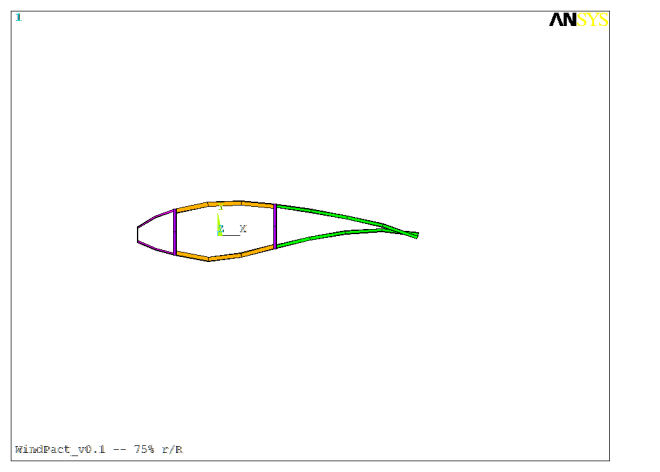 1
ANSYS
Z X
WindPact_v0.1 -- 75% r/R